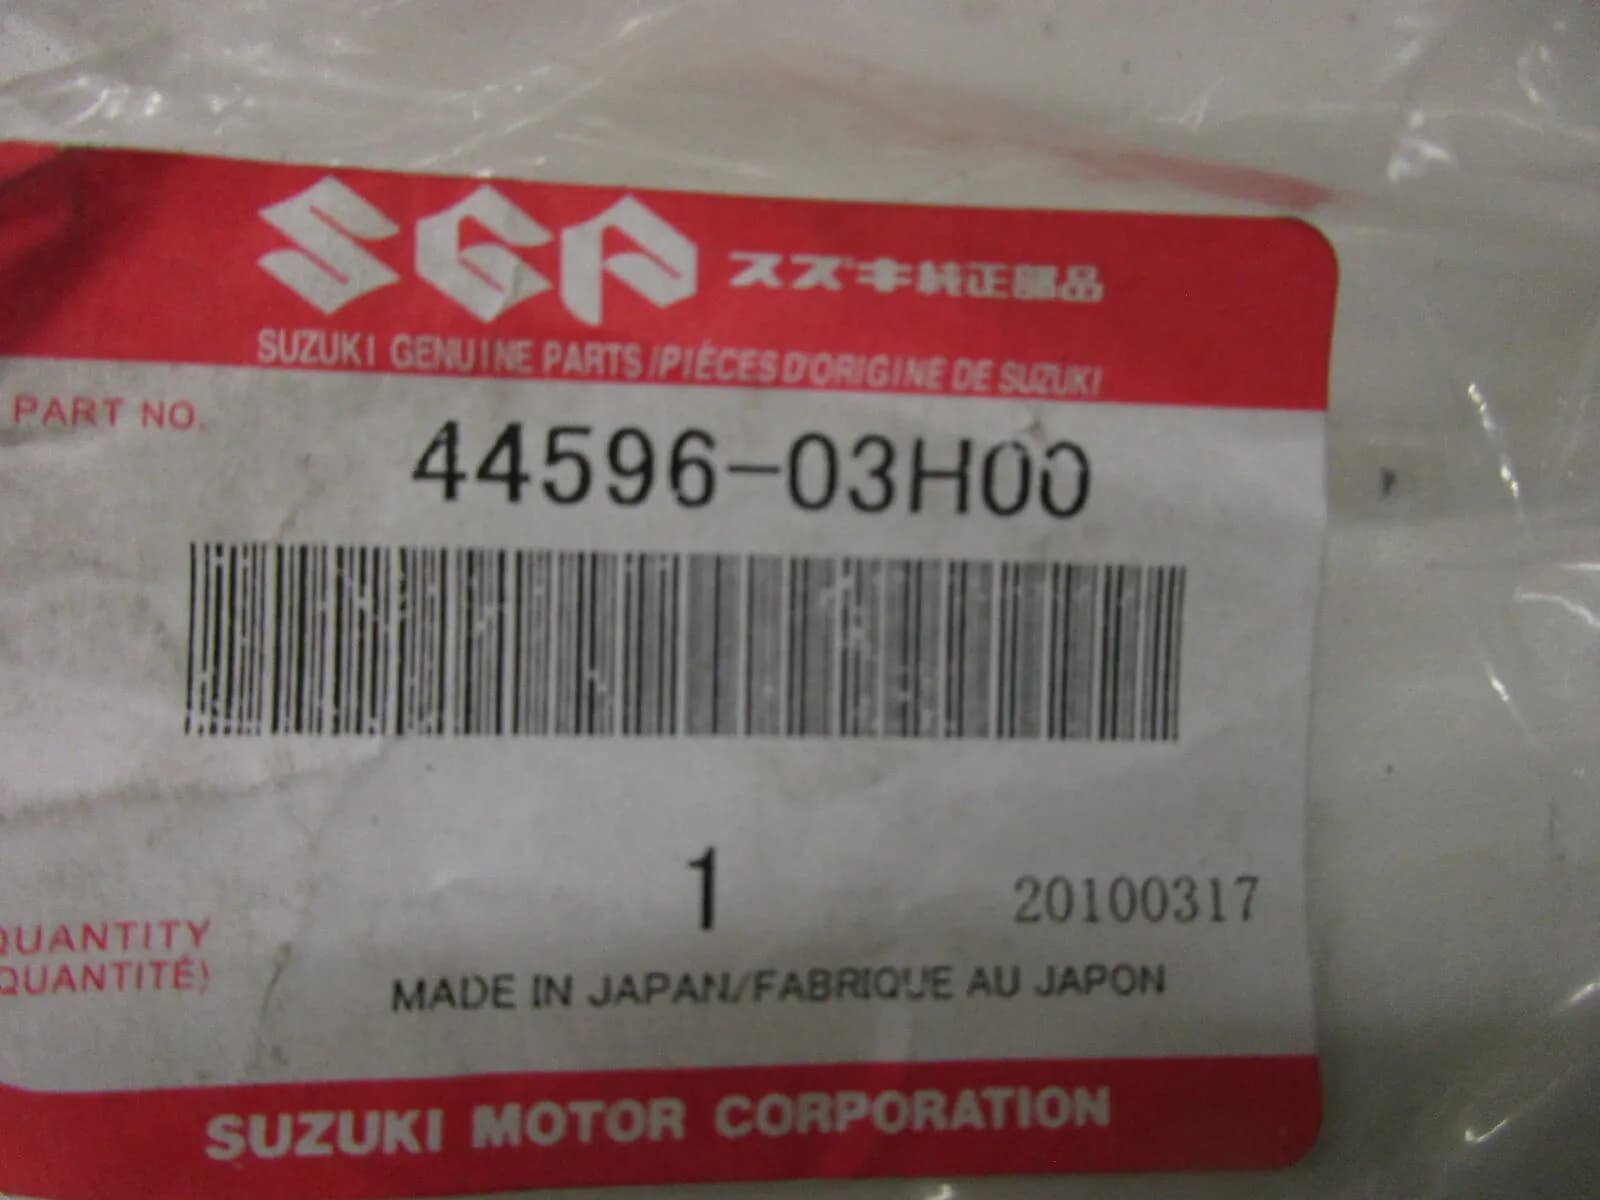 SGP スズキ純正部品
SUZUKI GENUINE PARTS/PIÈCES D'ORIGINE DE SUZUKI
PART NO.
44596-03H00
1
20100317
QUANTITY
QUANTITÉ)
MADE IN JAPAN/FABRIQUE AU JAPON
SUZUKI MOTOR CORPORATION